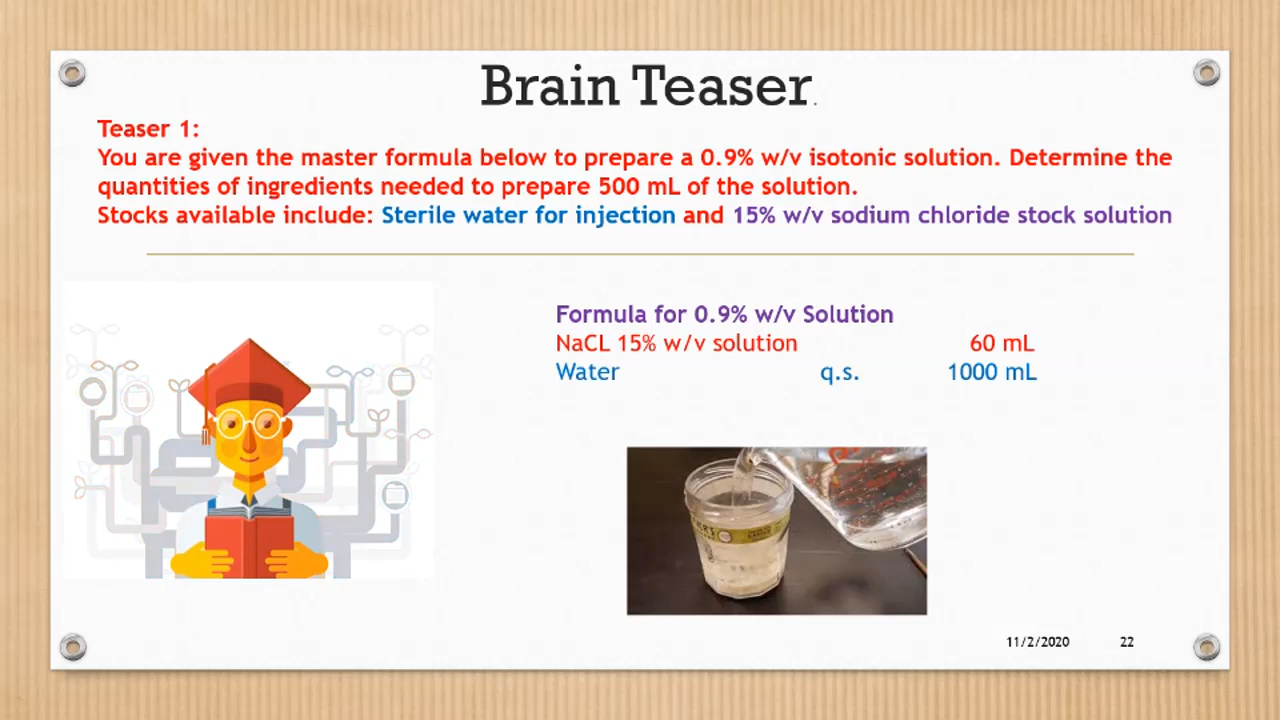 Brain Teaser.
Teaser 1:
You are given the master formula below to prepare a 0.9% w/v isotonic solution. Determine the
quantities of ingredients needed to prepare 500 mL of the solution.
Stocks available include: Sterile water for injection and 15% w/v sodium chloride stock solution
Formula for 0.9% w/v Solution
NaCL 15% w/v solution 60 mL
Water q.s. 1000 mL
11/2/2020 22